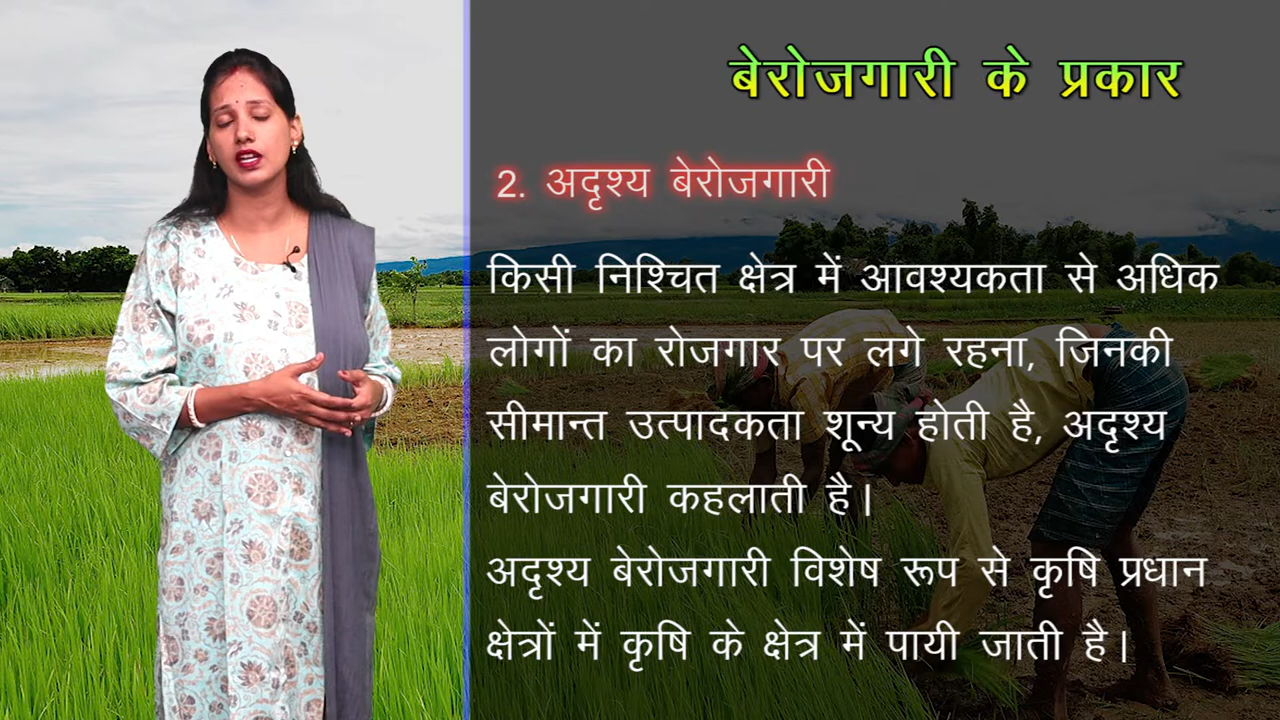 बेरोजगारी के प्रकार
2. अदृश्य बेरोजगारी
किसी निश्चित क्षेत्र में आवश्यकता से अधिक
लोगों का रोजगार पर लगे रहना, जिनकी
सीमान्त उत्पादकता शून्य होती है, अदृश्य
बेरोजगारी कहलाती है।
अदृश्य बेरोजगारी विशेष रूप से कृषि प्रधान
क्षेत्रों में कृषि के क्षेत्र में पायी जाती है।